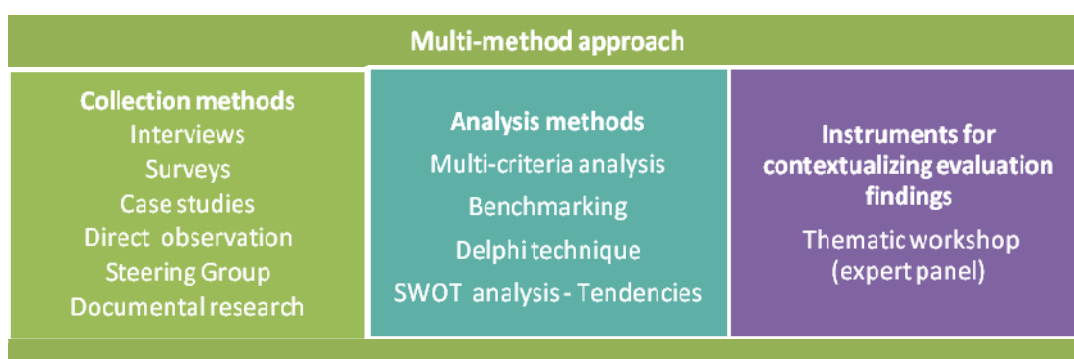 Multi-method approach
Collection methods
Interviews
Surveys
Case studies
Direct observation
Steering Group
Documental research
Analysis methods
Multi-criteria analysis
Benchmarking
Delphi technique
SWOT analysis - Tendencies
Instruments for
contextualizing evaluation
findings
Thematic workshop
(expert panel)